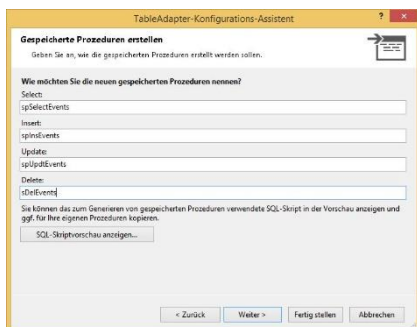 TableAdapter-Konfigurations-Assistent
?
×
Gespeicherte Prozeduren erstellen
Geben Sie an, wie die gespeicherten Prozeduren erstellt werden sollen.
Wie möchten Sie die neuen gespeicherten Prozeduren nennen?
Select:
spSelectEvents
Insert:
spInsEvents
Update:
spUpdtEvents
Delete:
sDelEvents
Sie können das zum Generieren von gespeicherten Prozeduren verwendete SQL-Skript in der Vorschau anzeigen und
ggf. für Ihre eigenen Prozeduren kopieren.
SQL-Skriptvorschau anzeigen...
< Zurück
Weiter >
Fertig stellen
Abbrechen